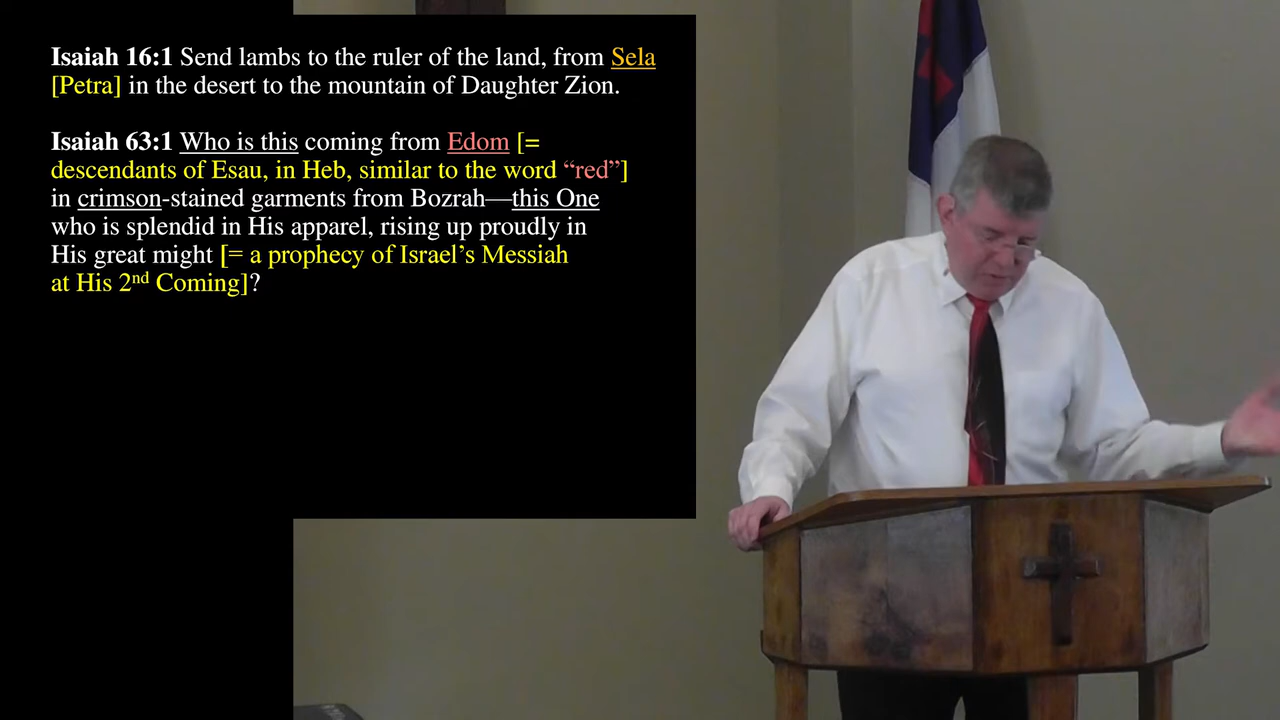 Isaiah 16:1 Send lambs to the ruler of the land, from Sela
[Petra] in the desert to the mountain of Daughter Zion.
Isaiah 63:1 Who is this coming from Edom [=
descendants of Esau, in Heb, similar to the word “red”]
in crimson-stained garments from Bozrah—this One
who is splendid in His apparel, rising up proudly in
His great might [= a prophecy of Israel’s Messiah
at His 2nd Coming]?